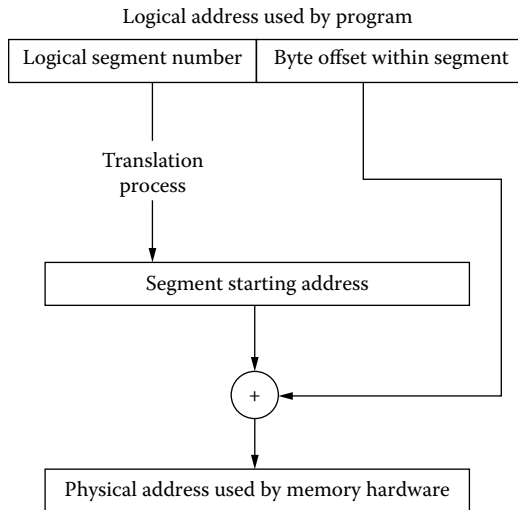 Logical address used by program
Logical segment number
Byte offset within segment
Translation
process
Segment starting address
+
Physical address used by memory hardware